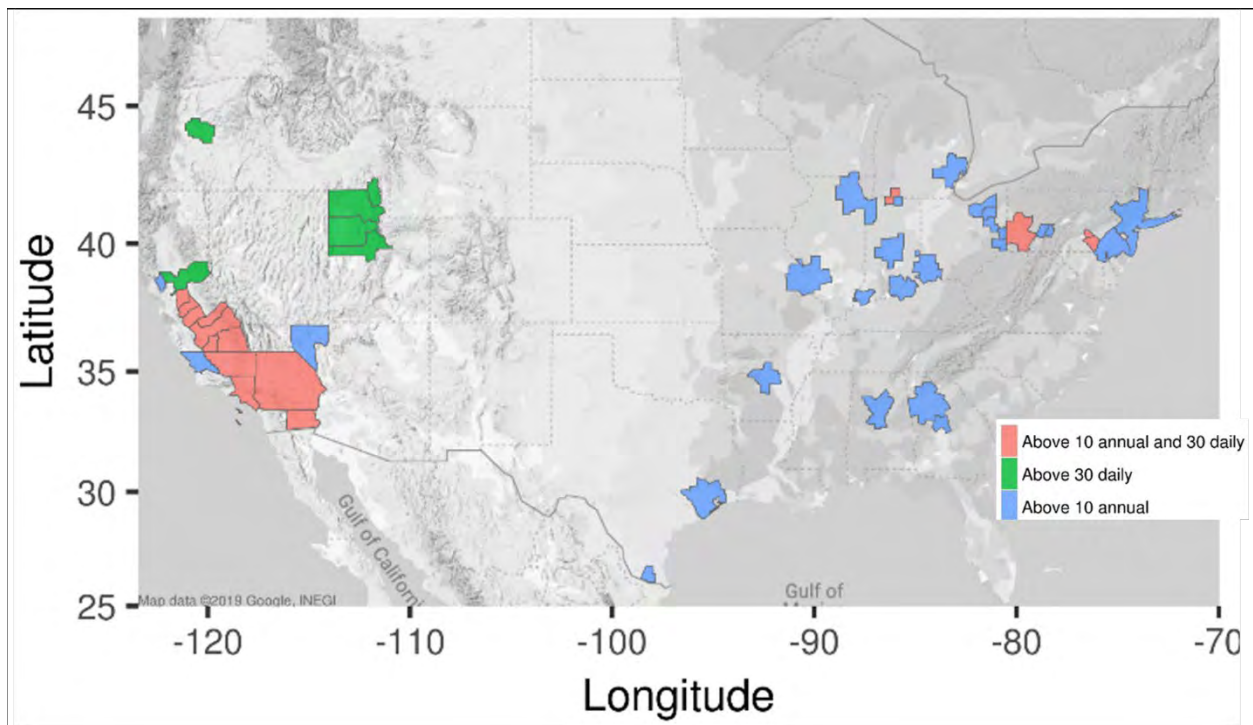 45
40
35
30
25
Latitude
-120
-110
-100
-90
-80
-70
Longitude
Above 10 annual and 30 daily
Above 30 daily
Above 10 annual
Gulf of California
Gulf of
Map data ©2019 Google, INEGI